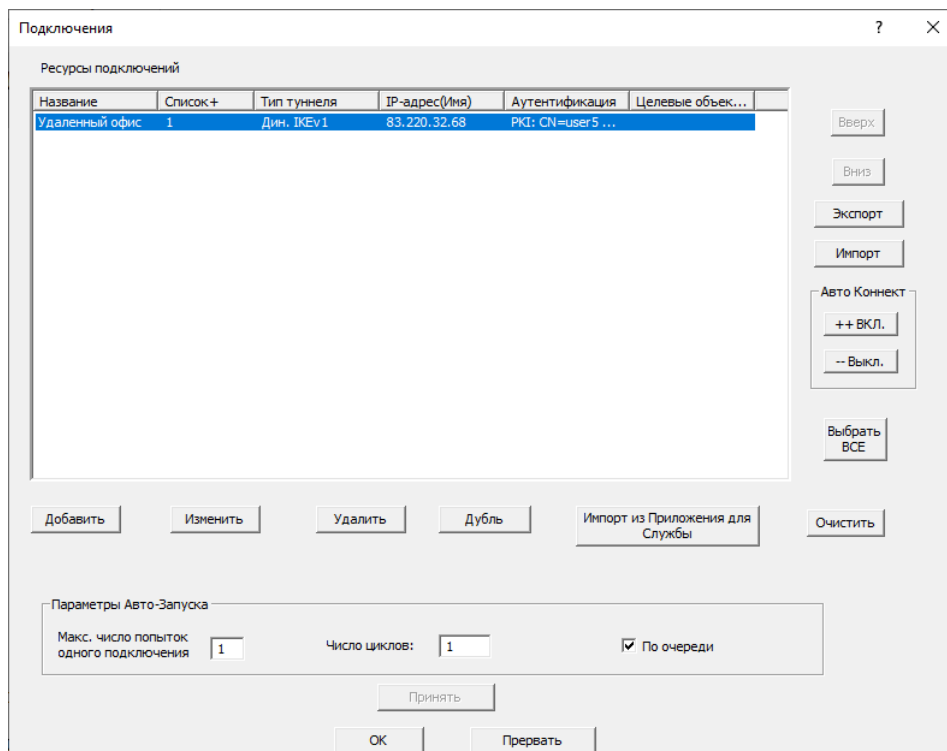 Подключения
?
Ресурсы подключений
Название Список+ Тип туннеля IP-адрес(Имя) Аутентификация Целевые объек...
Удаленный офис 1 Дин. IKEv1 83.220.32.68 PKI: CN=user5 ...
Вверх
Вниз
Экспорт
Импорт
Авто Коннект
++ ВКЛ.
-- Выкл.
Выбрать
ВСЕ
Добавить Изменить Удалить Дубль Импорт из Приложения для
Службы
Очистить
Параметры Авто-Запуска
Макс. число попыток
одного подключения 1 Число циклов: 1 По очереди
Принять
ОК Прервать